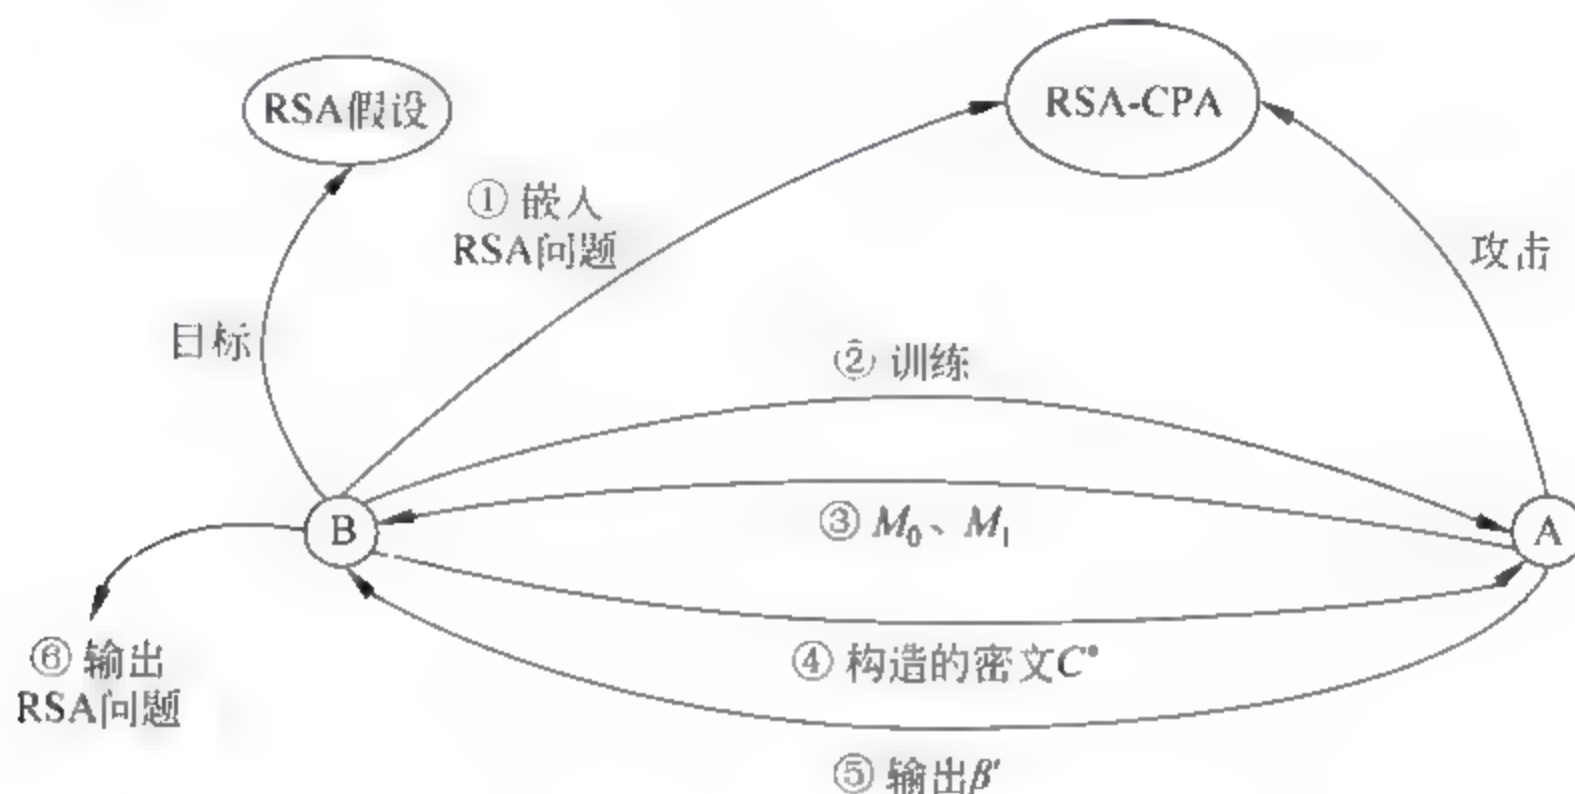 RSA假设
RSA-CPA
① 嵌入
RSA问题
攻击
目标
② 训练
③ M₀、M₁
B
A
④ 构造的密文C*
⑥ 输出
RSA问题
⑤ 输出β′